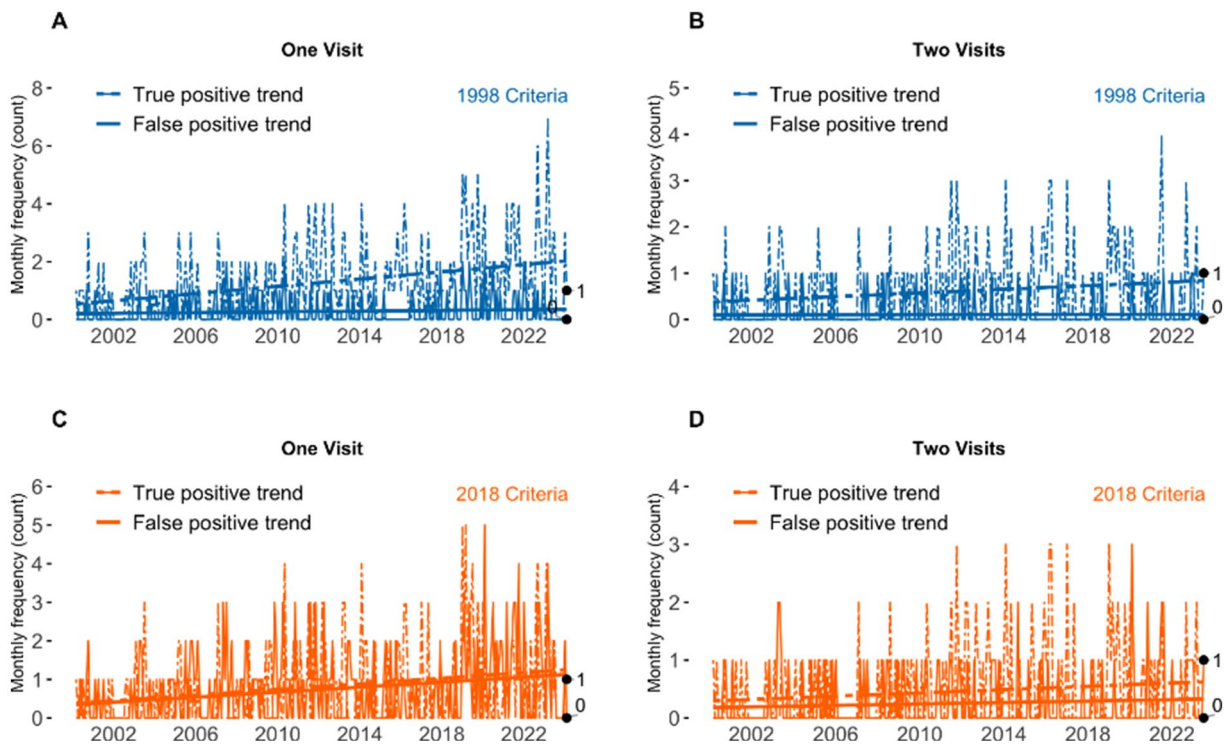 A
One Visit
Monthly frequency (count)
8
6
4
2
0
True positive trend
False positive trend
1998 Criteria
1
0
2002 2006 2010 2014 2018 2022
B
Two Visits
Monthly frequency (count)
5
4
3
2
1
0
True positive trend
False positive trend
1998 Criteria
1
0
2002 2006 2010 2014 2018 2022
C
One Visit
Monthly frequency (count)
6
5
4
3
2
1
0
True positive trend
False positive trend
2018 Criteria
1
0
2002 2006 2010 2014 2018 2022
D
Two Visits
Monthly frequency (count)
4
3
2
1
0
True positive trend
False positive trend
2018 Criteria
1
0
2002 2006 2010 2014 2018 2022